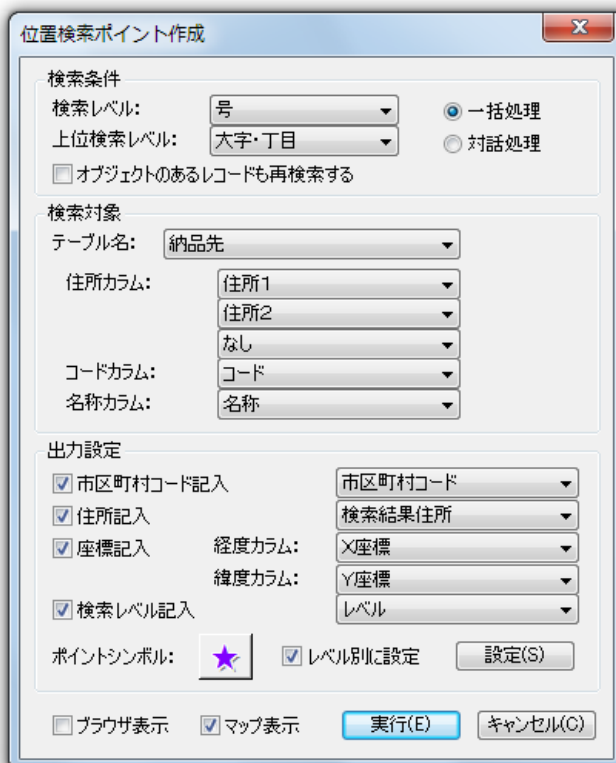 位置検索ポイント作成
検索条件
検索レベル: 号 一括処理
上位検索レベル: 大字・丁目 対話処理
オブジェクトのあるレコードも再検索する
検索対象
テーブル名: 納品先
住所カラム: 住所1
住所2
なし
コードカラム: コード
名称カラム: 名称
出力設定
市区町村コード記入 市区町村コード
住所記入 検索結果住所
座標記入 経度カラム: X座標
緯度カラム: Y座標
検索レベル記入 レベル
ポイントシンボル: レベル別に設定 設定(S)
ブラウザ表示 マップ表示 実行(E) キャンセル(C)